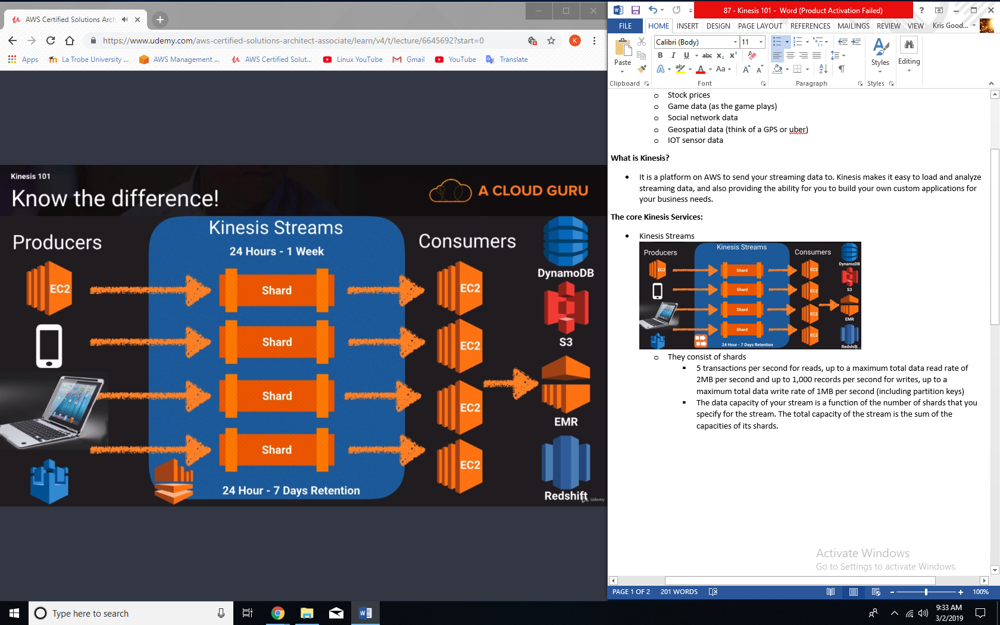 AWS Certified Solutions Arch
https://www.udemy.com/aws-certified-solutions-architect-associate/learn/v4/t/lecture/6645692?start=0
K
Apps
La Trobe University ...
AWS Management ...
AWS Certified Solut...
Linux YouTube
Gmail
YouTube
Translate
Kinesis 101
Know the difference!
A CLOUD GURU
Producers
Kinesis Streams
24 Hours - 1 Week
Consumers
EC2
Shard
EC2
DynamoDB
Shard
EC2
S3
Shard
EC2
EMR
Shard
EC2
24 Hour - 7 Days Retention
Redshift
Udemy
87 - Kinesis 101 - Word (Product Activation Failed)
FILE
HOME
INSERT
DESIGN
PAGE LAYOUT
REFERENCES
MAILINGS
REVIEW
VIEW
Kris Good...
Paste
Clipboard
Calibri (Body)
11
B I U abc x₂ x²
A ab A Aa A A
Font
Paragraph
Styles
Styles
Editing
Stock prices
Game data (as the game plays)
Social network data
Geospatial data (think of a GPS or uber)
IOT sensor data
What is Kinesis?
It is a platform on AWS to send your streaming data to. Kinesis makes it easy to load and analyze
streaming data, and also providing the ability for you to build your own custom applications for
your business needs.
The core Kinesis Services:
Kinesis Streams
Producers
Kinesis Streams
Consumers
EC2
Shard
EC2
DynamoDB
Shard
EC2
S3
Shard
EC2
EMR
Shard
EC2
24 Hour - 7 Days Retention
Redshift
They consist of shards
5 transactions per second for reads, up to a maximum total data read rate of
2MB per second and up to 1,000 records per second for writes, up to a
maximum total data write rate of 1MB per second (including partition keys)
The data capacity of your stream is a function of the number of shards that you
specify for the stream. The total capacity of the stream is the sum of the
capacities of its shards.
Activate Windows
Go to Settings to activate Windows.
PAGE 1 OF 2
201 WORDS
100%
Type here to search
9:33 AM
3/2/2019